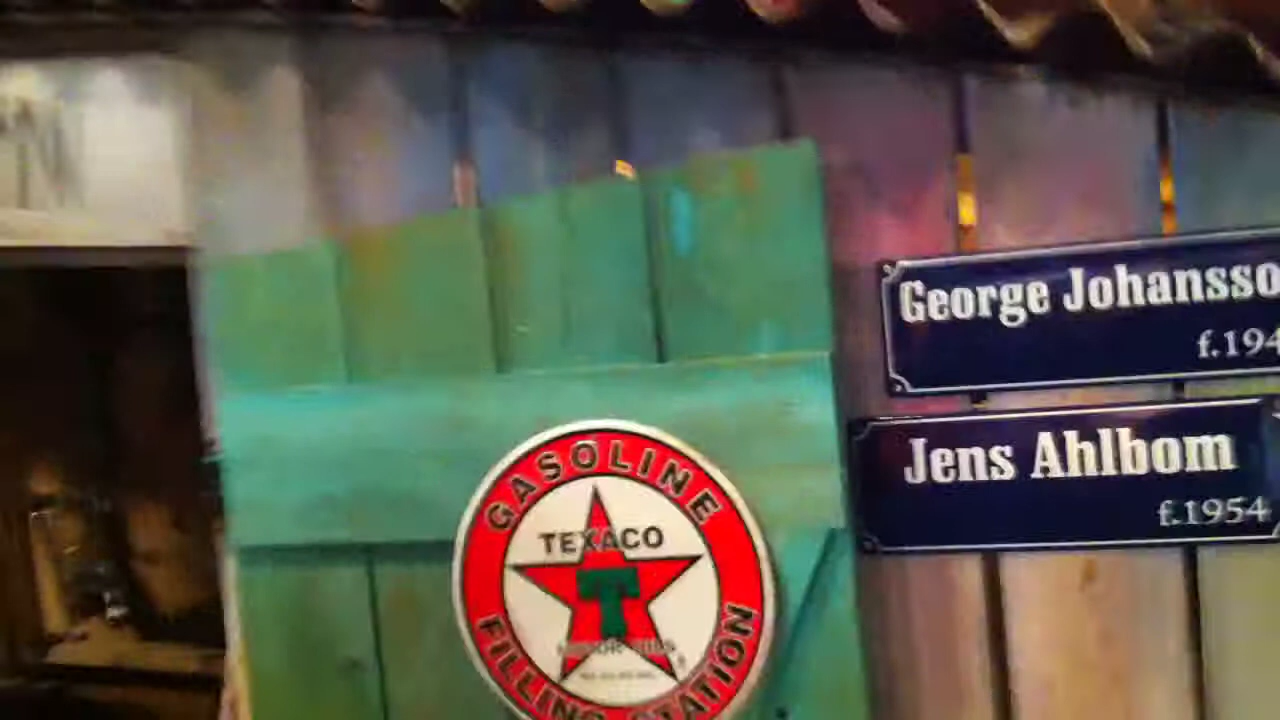 George Johansso
f.194
Jens Ahlbom
f.1954
GASOLINE
TEXACO
T
FILLING STATION